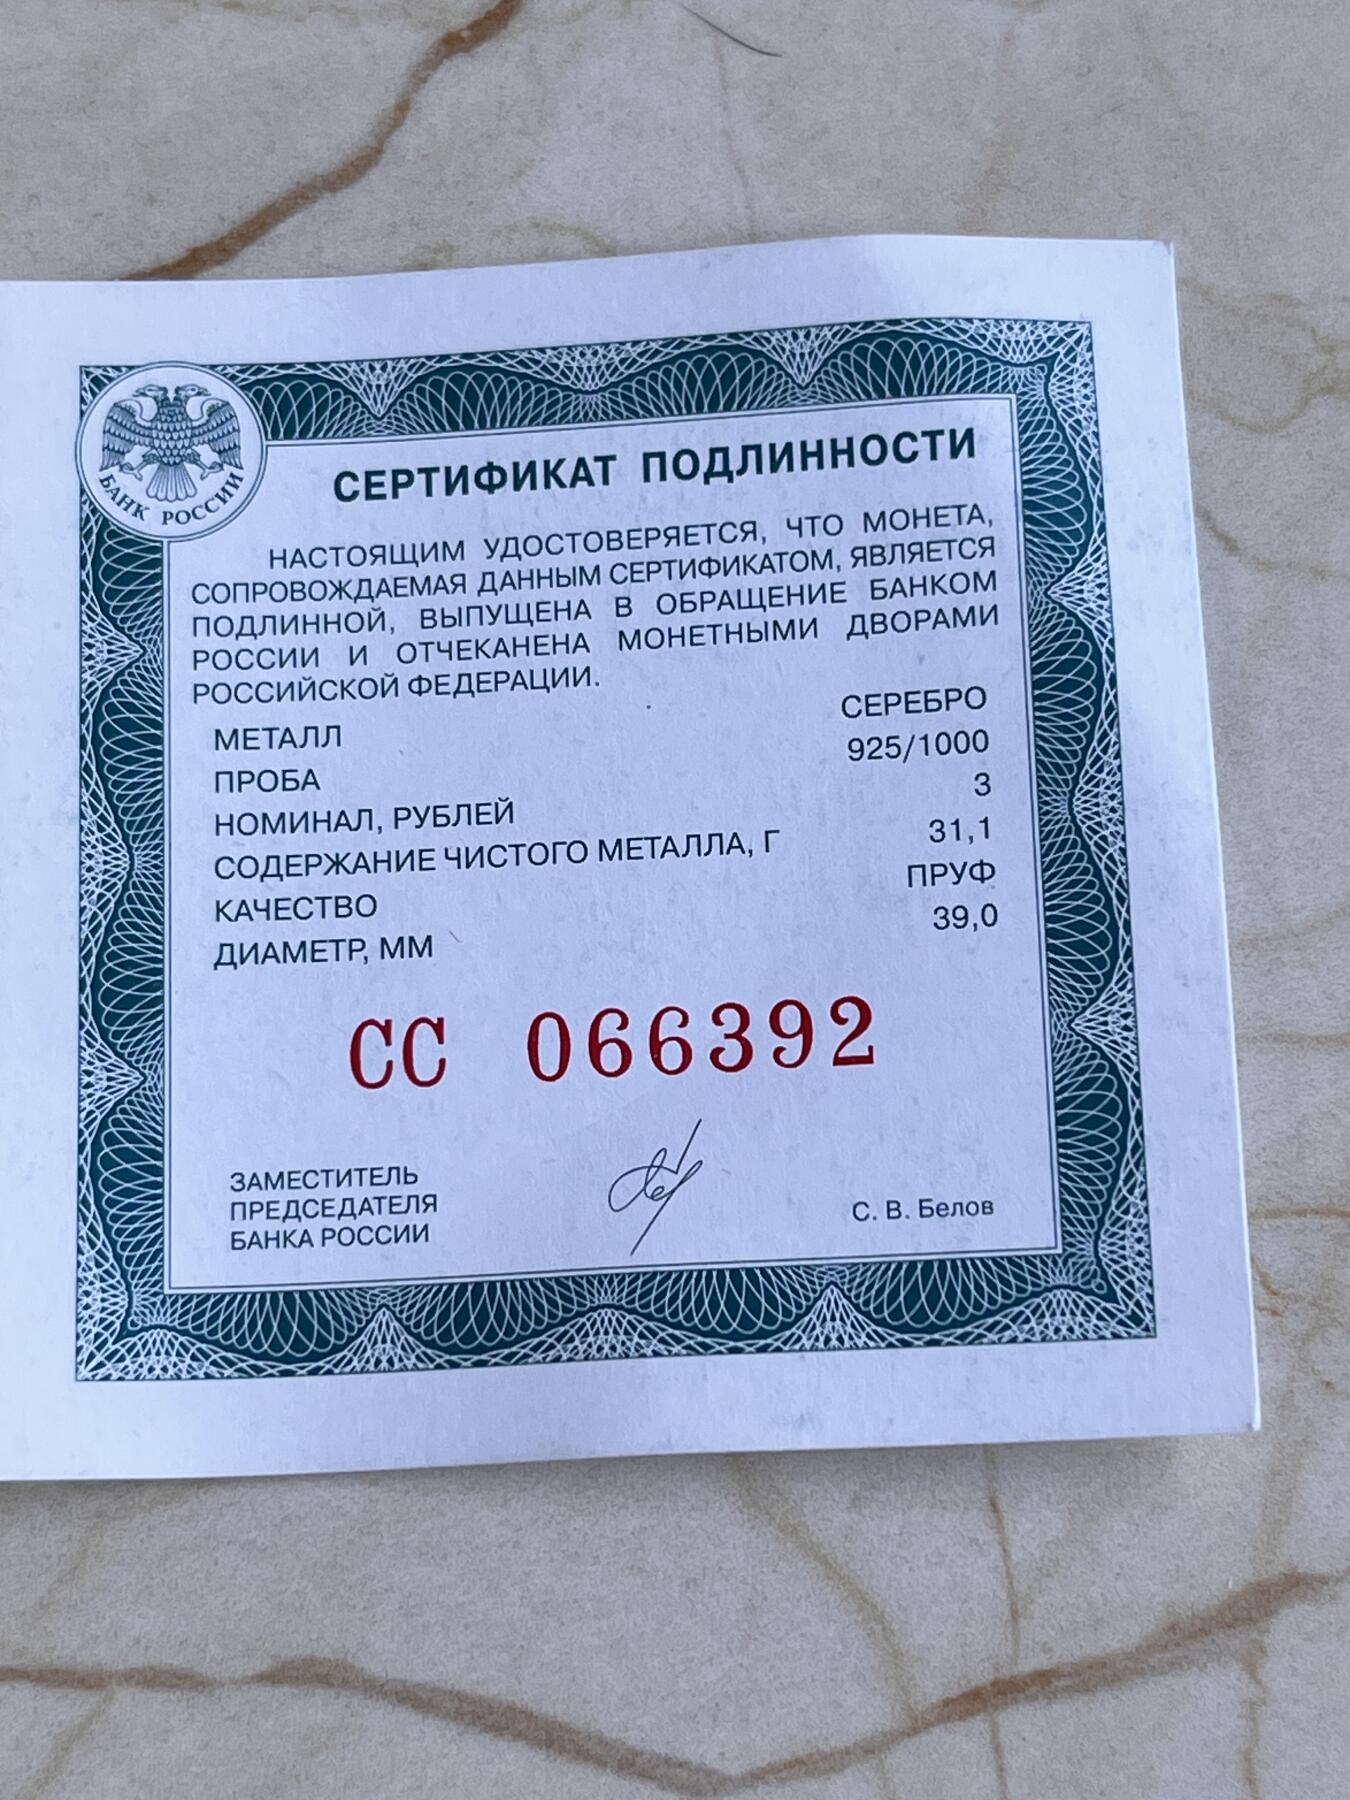 БАНК РОССИИ
СЕРТИФИКАТ ПОДЛИННОСТИ
НАСТОЯЩИМ УДОСТОВЕРЯЕТСЯ, ЧТО МОНЕТА,
СОПРОВОЖДАЕМАЯ ДАННЫМ СЕРТИФИКАТОМ, ЯВЛЯЕТСЯ
ПОДЛИННОЙ, ВЫПУЩЕНА В ОБРАЩЕНИЕ БАНКОМ
РОССИИ И ОТЧЕКАНЕНА МОНЕТНЫМИ ДВОРАМИ
РОССИЙСКОЙ ФЕДЕРАЦИИ.
МЕТАЛЛ СЕРЕБРО
ПРОБА 925/1000
НОМИНАЛ, РУБЛЕЙ 3
СОДЕРЖАНИЕ ЧИСТОГО МЕТАЛЛА, Г 31,1
КАЧЕСТВО ПРУФ
ДИАМЕТР, ММ 39,0
СС 066392
ЗАМЕСТИТЕЛЬ
ПРЕДСЕДАТЕЛЯ
БАНКА РОССИИ
С. В. Белов